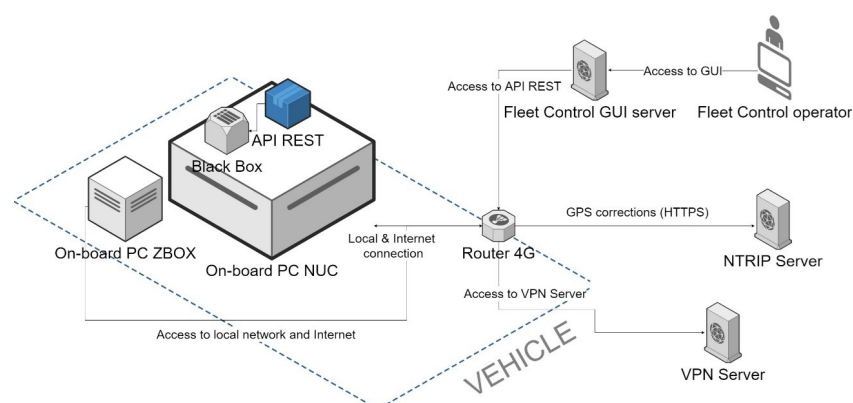 Access to GUI
Access to API REST
Fleet Control GUI server
Fleet Control operator
API REST
Black Box
GPS corrections (HTTPS)
Local & Internet
connection
On-board PC ZBOX
Router 4G
NTRIP Server
On-board PC NUC
Access to VPN Server
Access to local network and Internet
VEHICLE
VPN Server